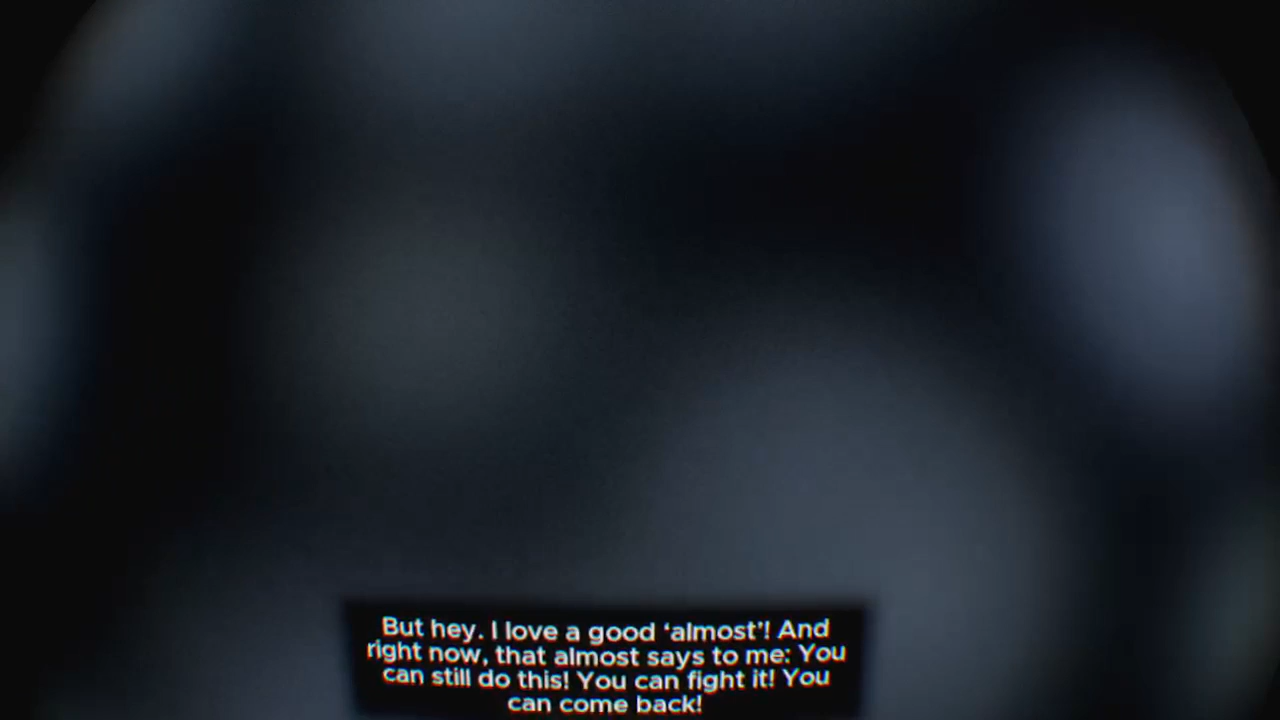 But hey. I love a good ‘almost’! And
right now, that almost says to me: You
can still do this! You can fight it! You
can come back!